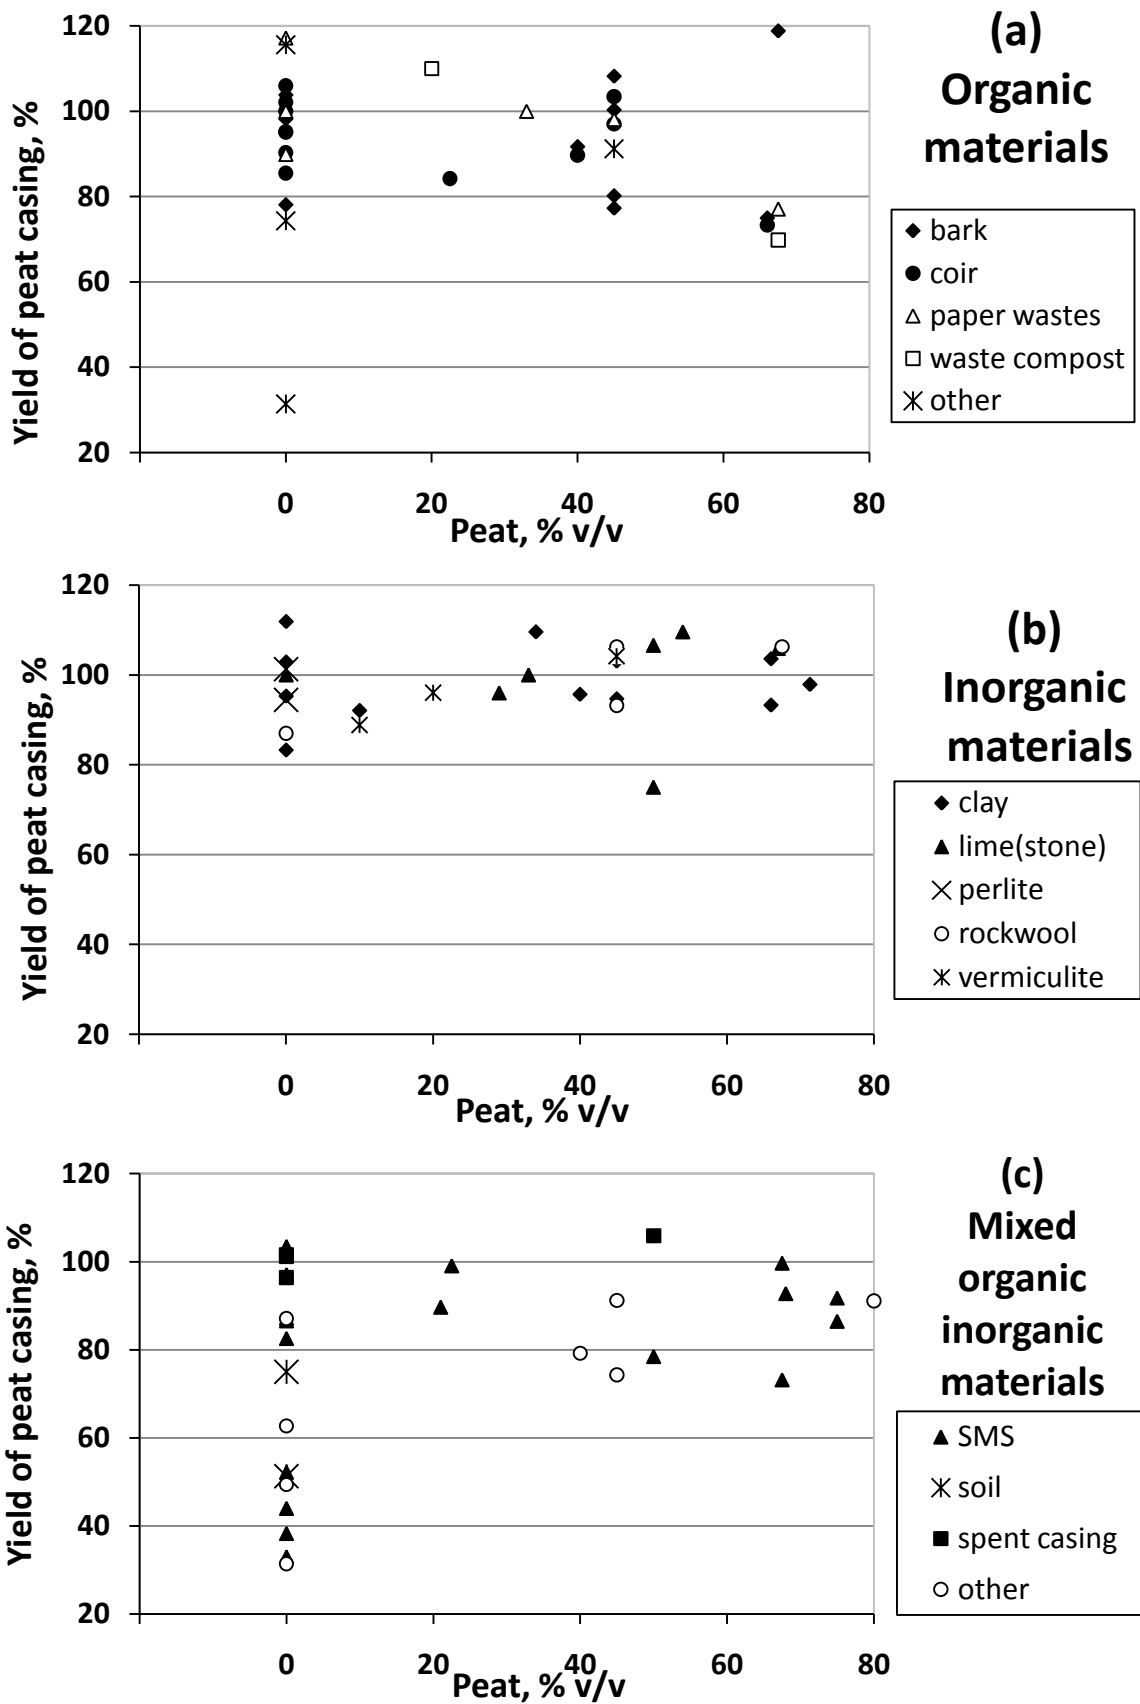 (a)
Organic
materials
Yield of peat casing, %
120
100
80
60
40
20
0 20 40 60 80
Peat, % v/v
bark
coir
paper wastes
waste compost
other
(b)
Inorganic
materials
Yield of peat casing, %
120
100
80
60
40
20
0 20 40 60 80
Peat, % v/v
clay
lime(stone)
perlite
rockwool
vermiculite
(c)
Mixed
organic
inorganic
materials
Yield of peat casing, %
120
100
80
60
40
20
0 20 40 60 80
Peat, % v/v
SMS
soil
spent casing
other